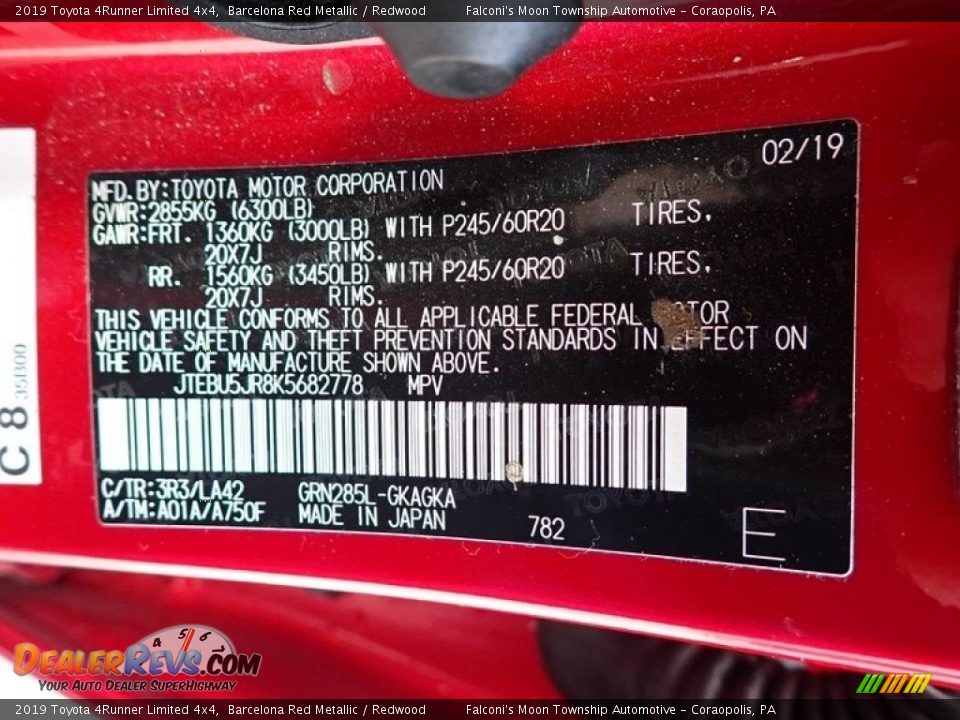 2019 Toyota 4Runner Limited 4x4, Barcelona Red Metallic / Redwood Falconi's Moon Township Automotive - Coraopolis, PA
02/19
MFD. BY: TOYOTA MOTOR CORPORATION
GVWR: 2855KG (6300LB)
GAWR: FRT. 1360KG (3000LB) WITH P245/60R20 TIRES,
20X7J RIMS.
RR. 1560KG (3450LB) WITH P245/60R20 TIRES,
20X7J RIMS.
THIS VEHICLE CONFORMS TO ALL APPLICABLE FEDERAL MOTOR
VEHICLE SAFETY AND THEFT PREVENTION STANDARDS IN EFFECT ON
THE DATE OF MANUFACTURE SHOWN ABOVE.
JTEBU5JR8K5682778 MPV
C/TR: 3R3/LA42 GRN285L-GKAGKA
A/TM: A01A/A750F MADE IN JAPAN
782
E
C 8
35B00
4 5 6
DEALERREVS.COM
YOUR AUTO DEALER SUPERHIGHWAY
2019 Toyota 4Runner Limited 4x4, Barcelona Red Metallic / Redwood Falconi's Moon Township Automotive - Coraopolis, PA